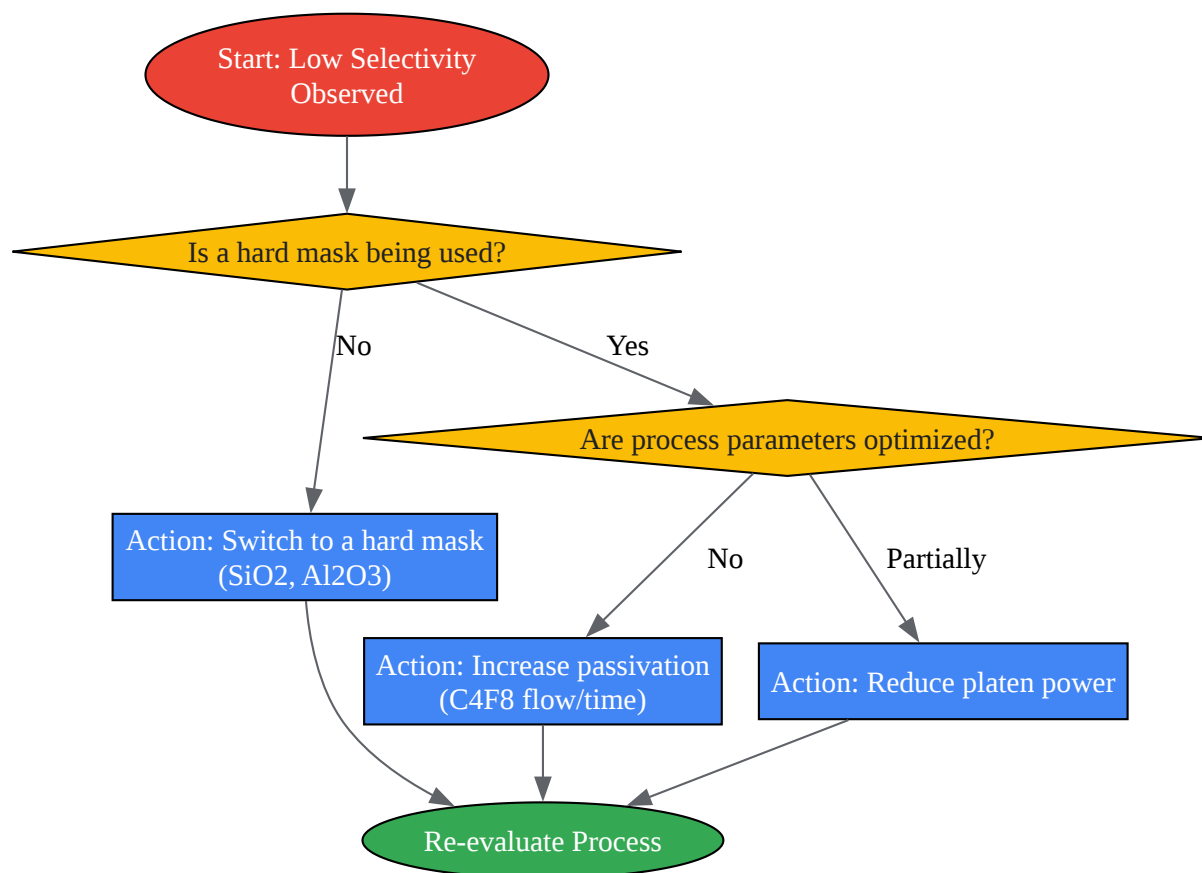 Start: Low Selectivity
Observed
Is a hard mask being used?
No
Yes
Are process parameters optimized?
Action: Switch to a hard mask
(SiO2, Al2O3)
No
Partially
Action: Increase passivation
(C4F8 flow/time)
Action: Reduce platen power
Re-evaluate Process